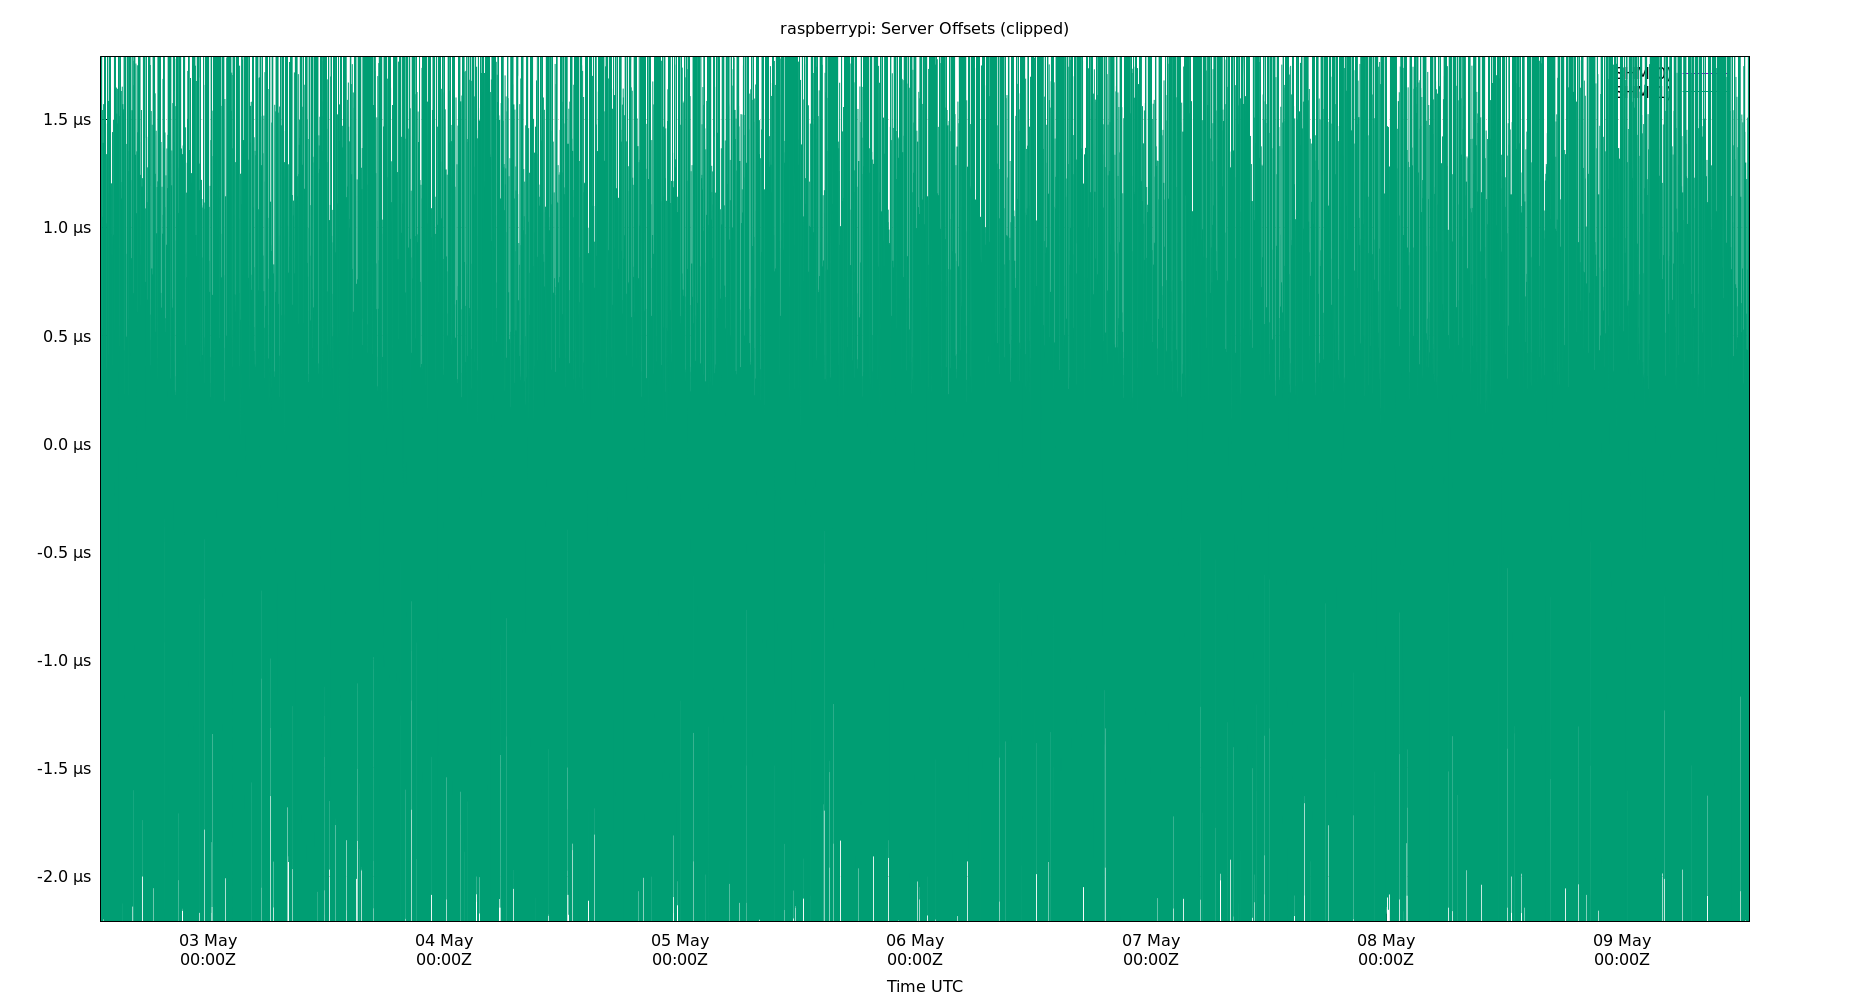 raspberrypi: Server Offsets (clipped)
1.5 µs
1.0 µs
0.5 µs
0.0 µs
-0.5 µs
-1.0 µs
-1.5 µs
-2.0 µs
03 May 04 May 05 May 06 May 07 May 08 May 09 May
00:00Z 00:00Z 00:00Z 00:00Z 00:00Z 00:00Z 00:00Z
Time UTC